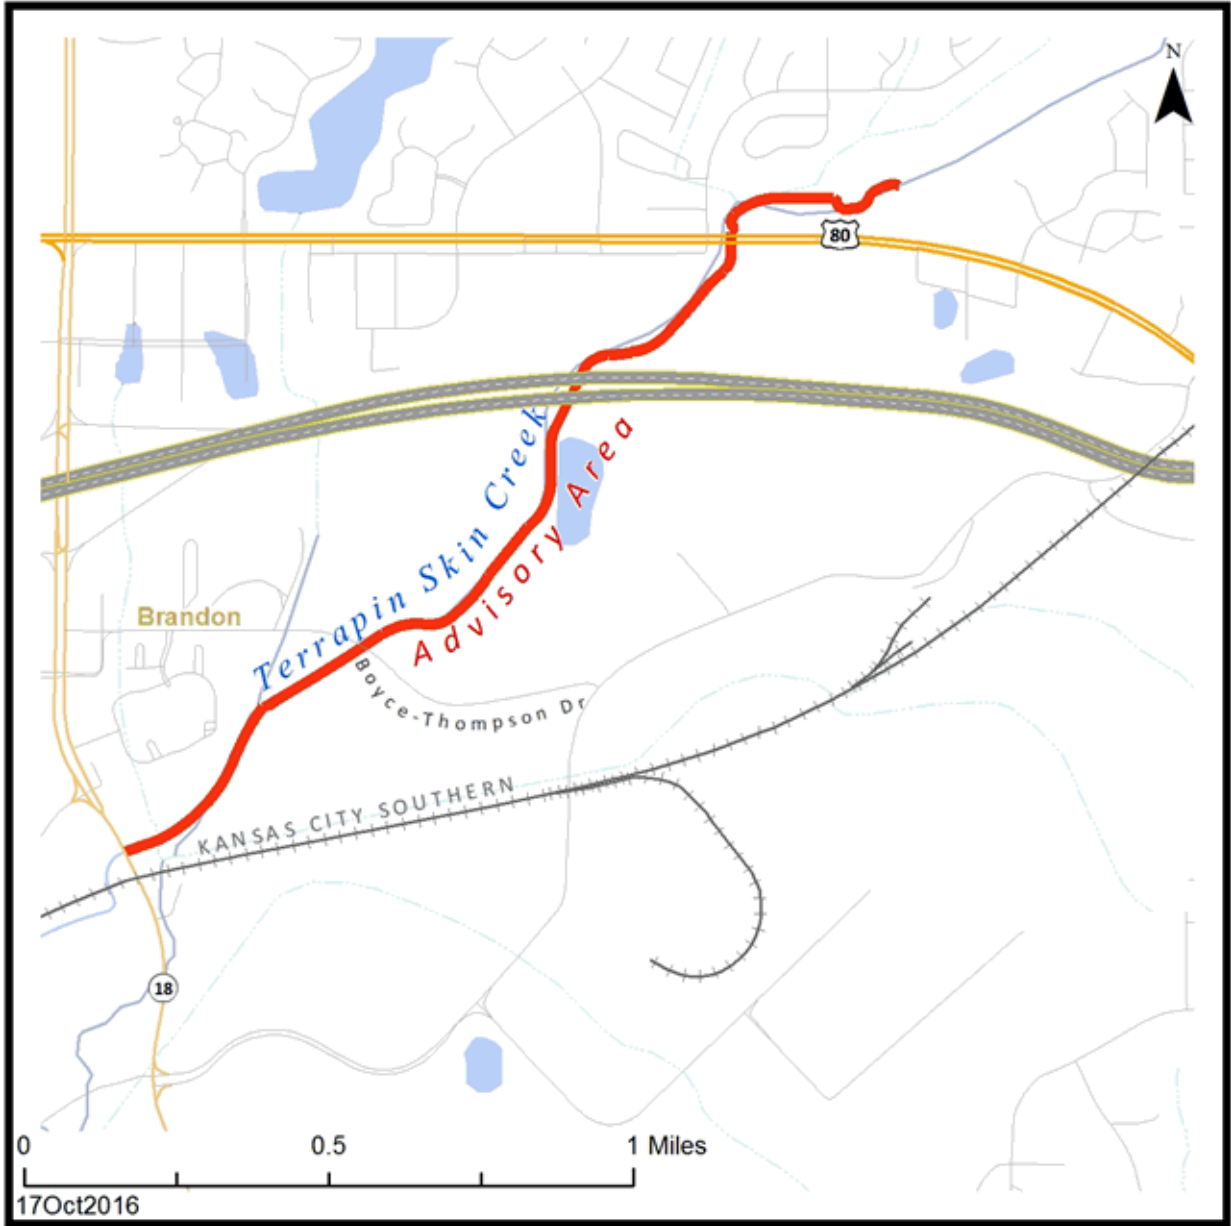 N
80
Terrapin Skin Creek
Advisory Area
Brandon
Boyce-Thompson Dr
KANSAS CITY SOUTHERN
18
0 0.5 1 Miles
17Oct2016